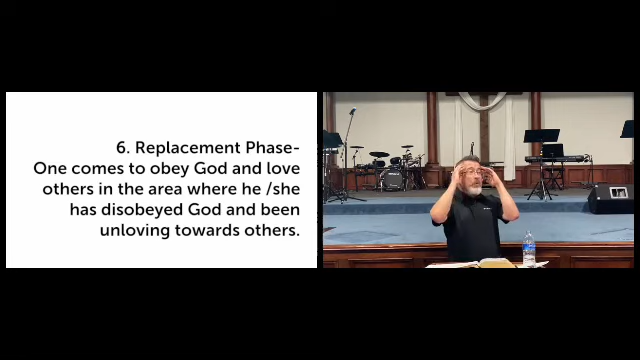 6. Replacement Phase-
One comes to obey God and love
others in the area where he /she
has disobeyed God and been
unloving towards others.